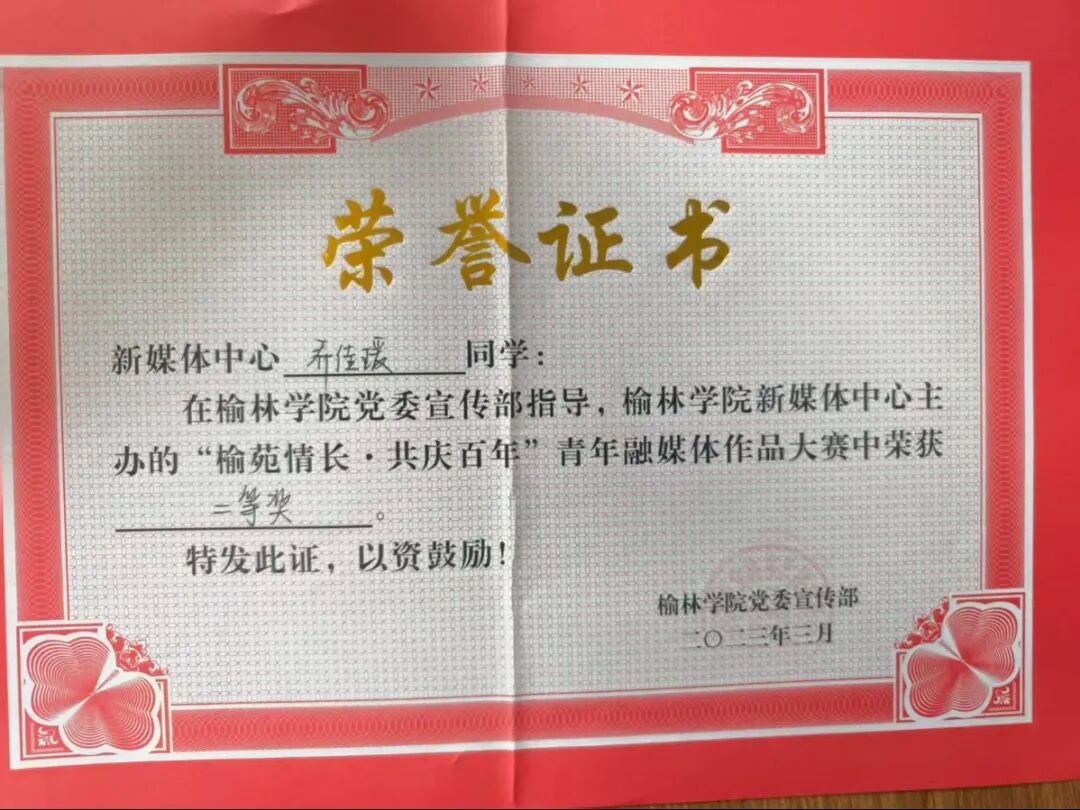 荣誉证书
新媒体中心 乔佳瑗 同学：
在榆林学院党委宣传部指导，榆林学院新媒体中心主
办的“榆苑情长·共庆百年”青年融媒体作品大赛中荣获
二等奖。
特发此证，以资鼓励！
榆林学院党委宣传部
二〇二三年三月